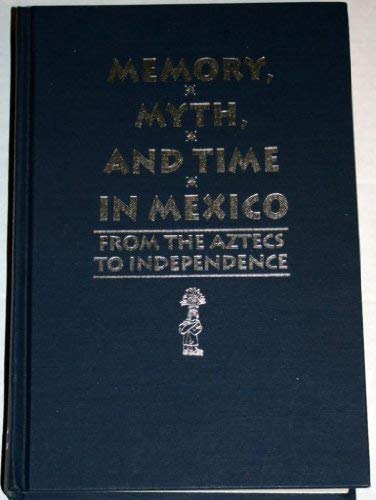 MEMORY,
MYTH,
AND TIME
IN MEXICO
FROM THE AZTECS
TO INDEPENDENCE